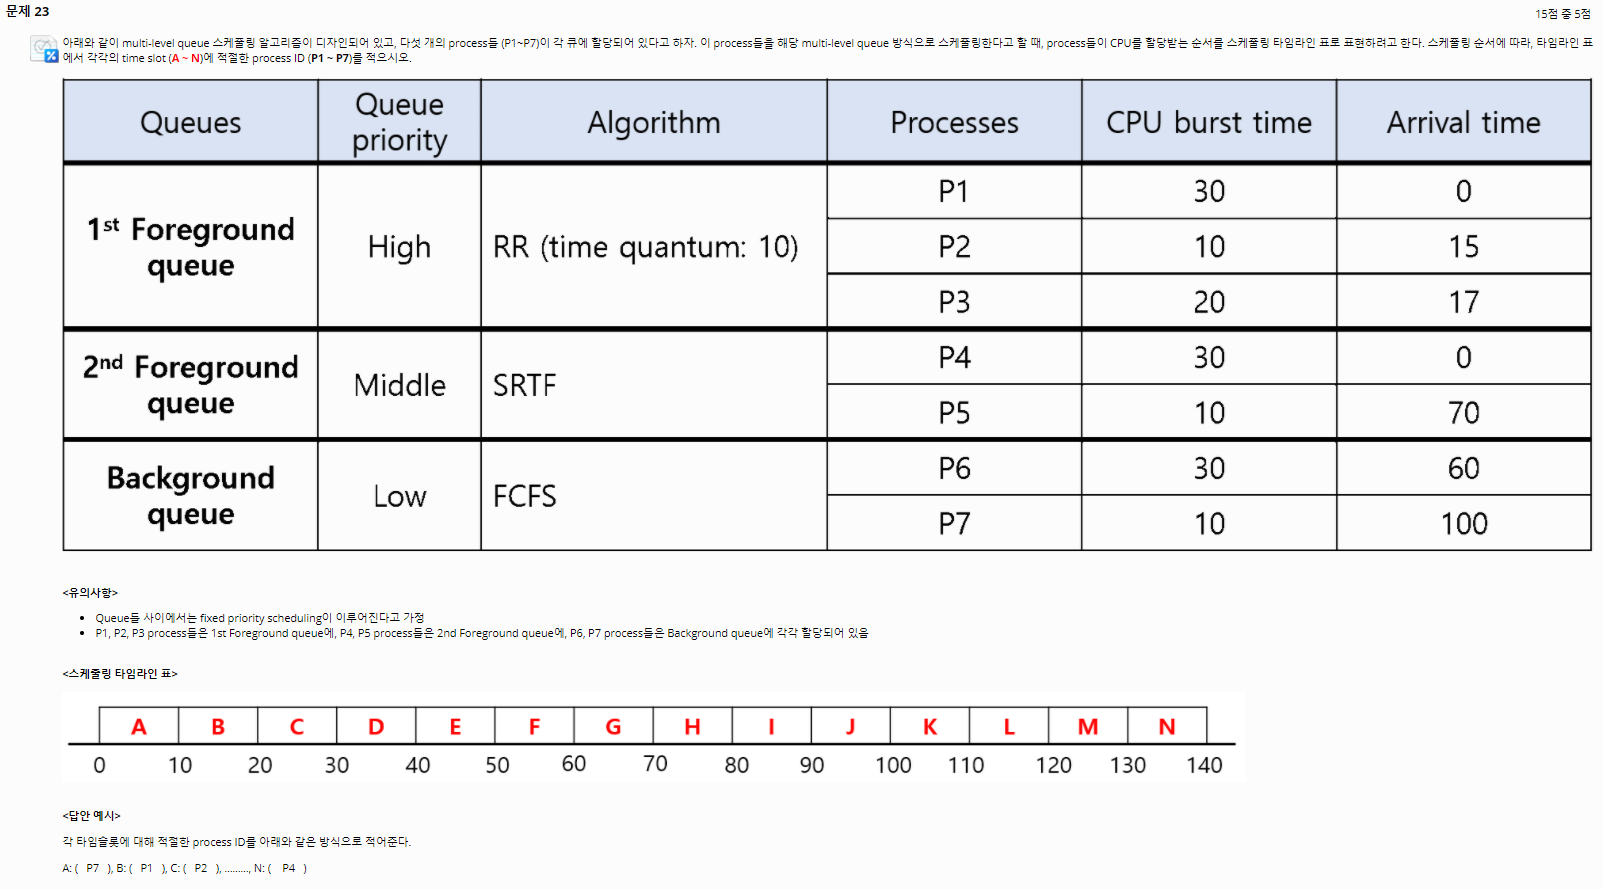 문제 23
15점 중 5점
아래와 같이 multi-level queue 스케줄링 알고리즘이 디자인되어 있고, 다섯 개의 process들 (P1~P7)이 각 큐에 할당되어 있다고 하자. 이 process들을 해당 multi-level queue 방식으로 스케줄링한다고 할 때, process들이 CPU를 할당받는 순서를 스케줄링 타임라인 표로 표현하려고 한다. 스케줄링 순서에 따라, 타임라인 표
에서 각각의 time slot (A ~ N)에 적절한 process ID (P1 ~ P7)를 적으시오.
Queues Queue priority Algorithm Processes CPU burst time Arrival time
1st Foreground queue High RR (time quantum: 10) P1 30 0
P2 10 15
P3 20 17
2nd Foreground queue Middle SRTF P4 30 0
P5 10 70
Background queue Low FCFS P6 30 60
P7 10 100
<유의사항>
• Queue들 사이에서는 fixed priority scheduling이 이루어진다고 가정
• P1, P2, P3 process들은 1st Foreground queue에, P4, P5 process들은 2nd Foreground queue에, P6, P7 process들은 Background queue에 각각 할당되어 있음
<스케줄링 타임라인 표>
A B C D E F G H I J K L M N
0 10 20 30 40 50 60 70 80 90 100 110 120 130 140
<답안 예시>
각 타임슬롯에 대해 적절한 process ID를 아래와 같은 방식으로 적어준다.
A: ( P7 ), B: ( P1 ), C: ( P2 ), ........., N: ( P4 )